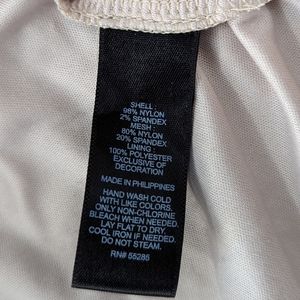 SHELL :
98% NYLON
2% SPANDEX
MESH :
80% NYLON
20% SPANDEX
LINING :
100% POLYESTER
EXCLUSIVE OF
DECORATION
MADE IN PHILIPPINES
HAND WASH COLD
WITH LIKE COLORS.
ONLY NON-CHLORINE
BLEACH WHEN NEEDED.
LAY FLAT TO DRY
COOL IRON IF NEEDED.
DO NOT STEAM.
RN# 55285